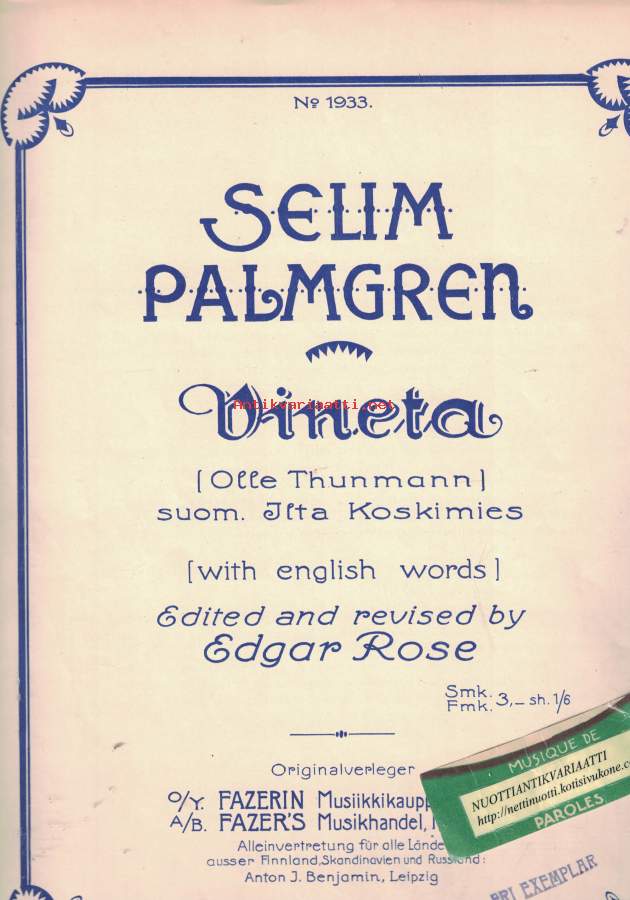 No 1933.
SELIM
PALMGREN
Vineta
Antikvariaatti.net
(Olle Thunmann)
suom. Ilta Koskimies
(with english words)
Edited and revised by
Edgar Rose
Smk.
Fmk. 3,– sh. 1/6
Originalverleger
O/Y. FAZERIN Musiikkikaupp
A/B. FAZER'S Musikhandel,
Alleinvertretung für alle Lände
ausser Finnland, Skandinavien und Russland:
Anton J. Benjamin, Leipzig
MUSIQUE DE
NUOTTIANTIKVARIAATTI
http://nettinuotti.kotisivukone.co
PAROLES
PRI EXEMPLAR